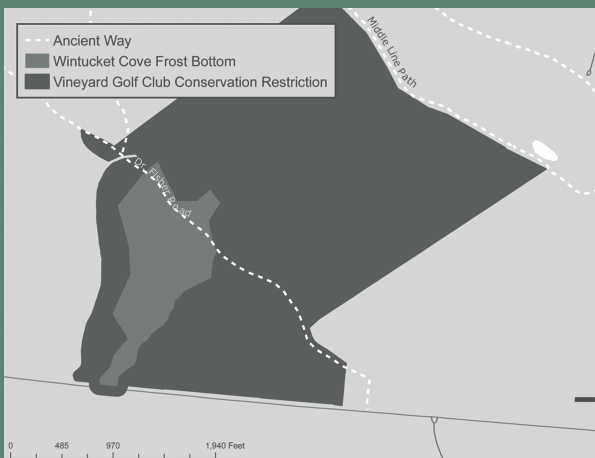 Ancient Way
Wintucket Cove Frost Bottom
Vineyard Golf Club Conservation Restriction
Middle Line Path
Dr. Fisher Road
0 485 970 1,940 Feet